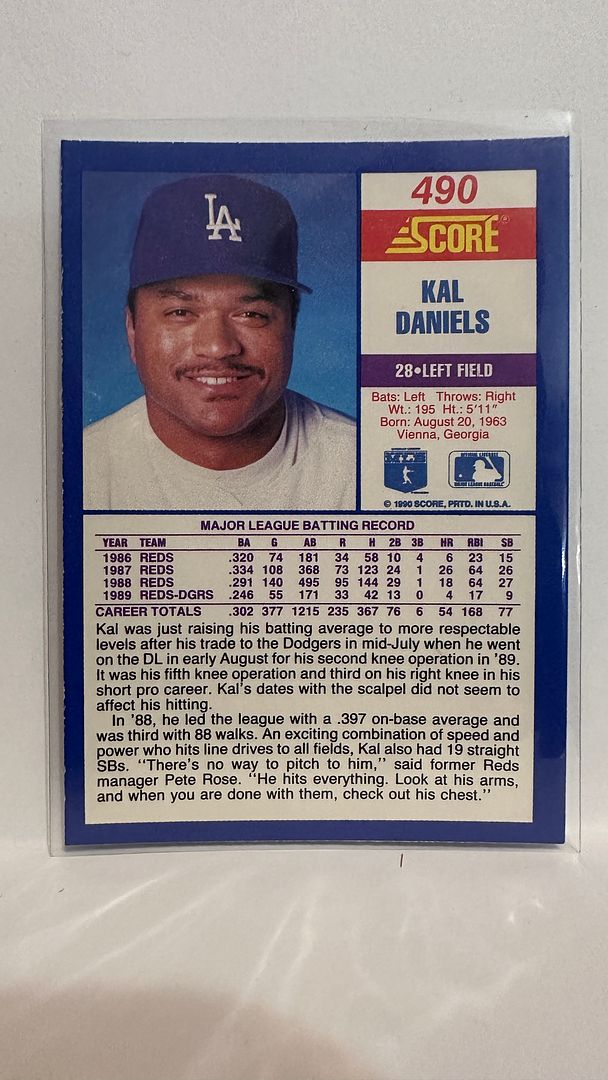 LA
490
SCORE®
KAL
DANIELS
28•LEFT FIELD
Bats: Left Throws: Right
Wt.: 195 Ht.: 5'11"
Born: August 20, 1963
Vienna, Georgia
© 1990 SCORE, PRTD. IN U.S.A.
MAJOR LEAGUE BATTING RECORD
YEAR TEAM BA G AB R H 2B 3B HR RBI SB
1986 REDS .320 74 181 34 58 10 4 6 23 15
1987 REDS .334 108 368 73 123 24 1 26 64 26
1988 REDS .291 140 495 95 144 29 1 18 64 27
1989 REDS-DGRS .246 55 171 33 42 13 0 4 17 9
CAREER TOTALS .302 377 1215 235 367 76 6 54 168 77
Kal was just raising his batting average to more respectable
levels after his trade to the Dodgers in mid-July when he went
on the DL in early August for his second knee operation in '89.
It was his fifth knee operation and third on his right knee in his
short pro career. Kal's dates with the scalpel did not seem to
affect his hitting.
In '88, he led the league with a .397 on-base average and
was third with 88 walks. An exciting combination of speed and
power who hits line drives to all fields, Kal also had 19 straight
SBs. "There's no way to pitch to him," said former Reds
manager Pete Rose. "He hits everything. Look at his arms,
and when you are done with them, check out his chest."